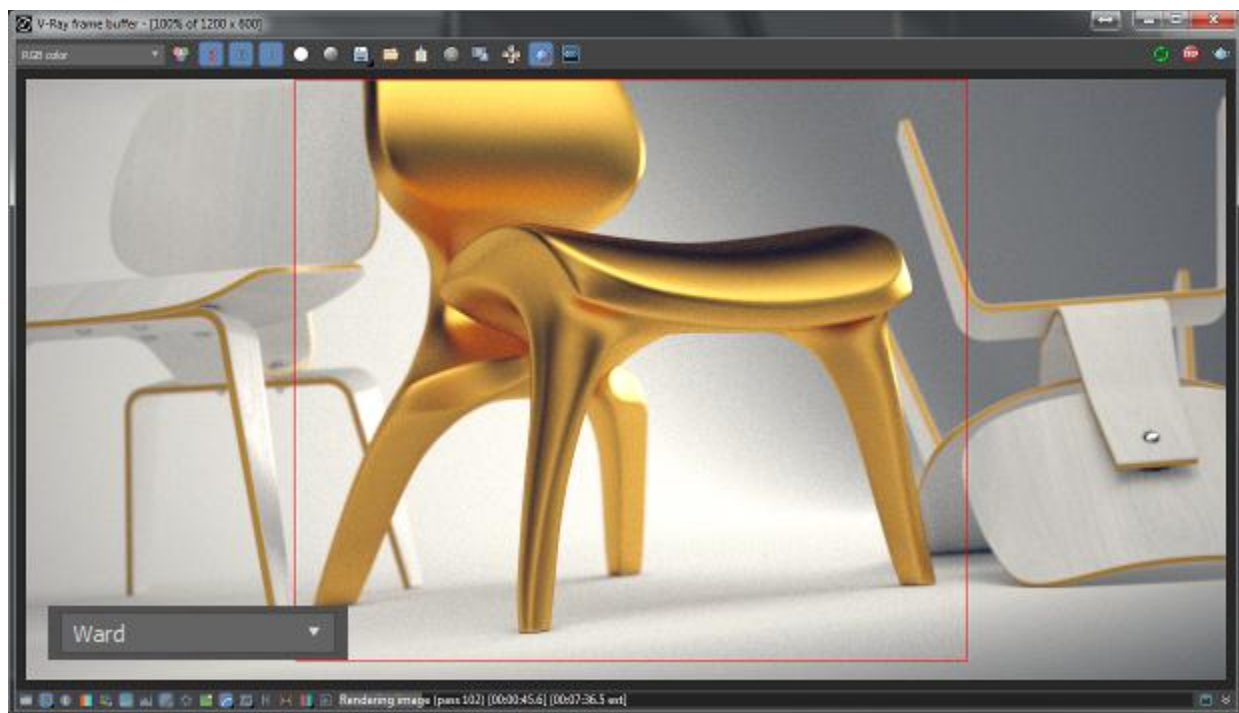 V-Ray frame buffer - [100% of 1200 x 600]
RGB color
Ward
Rendering image (pass 102) [00:00:45.6] [00:07:36.5 est]